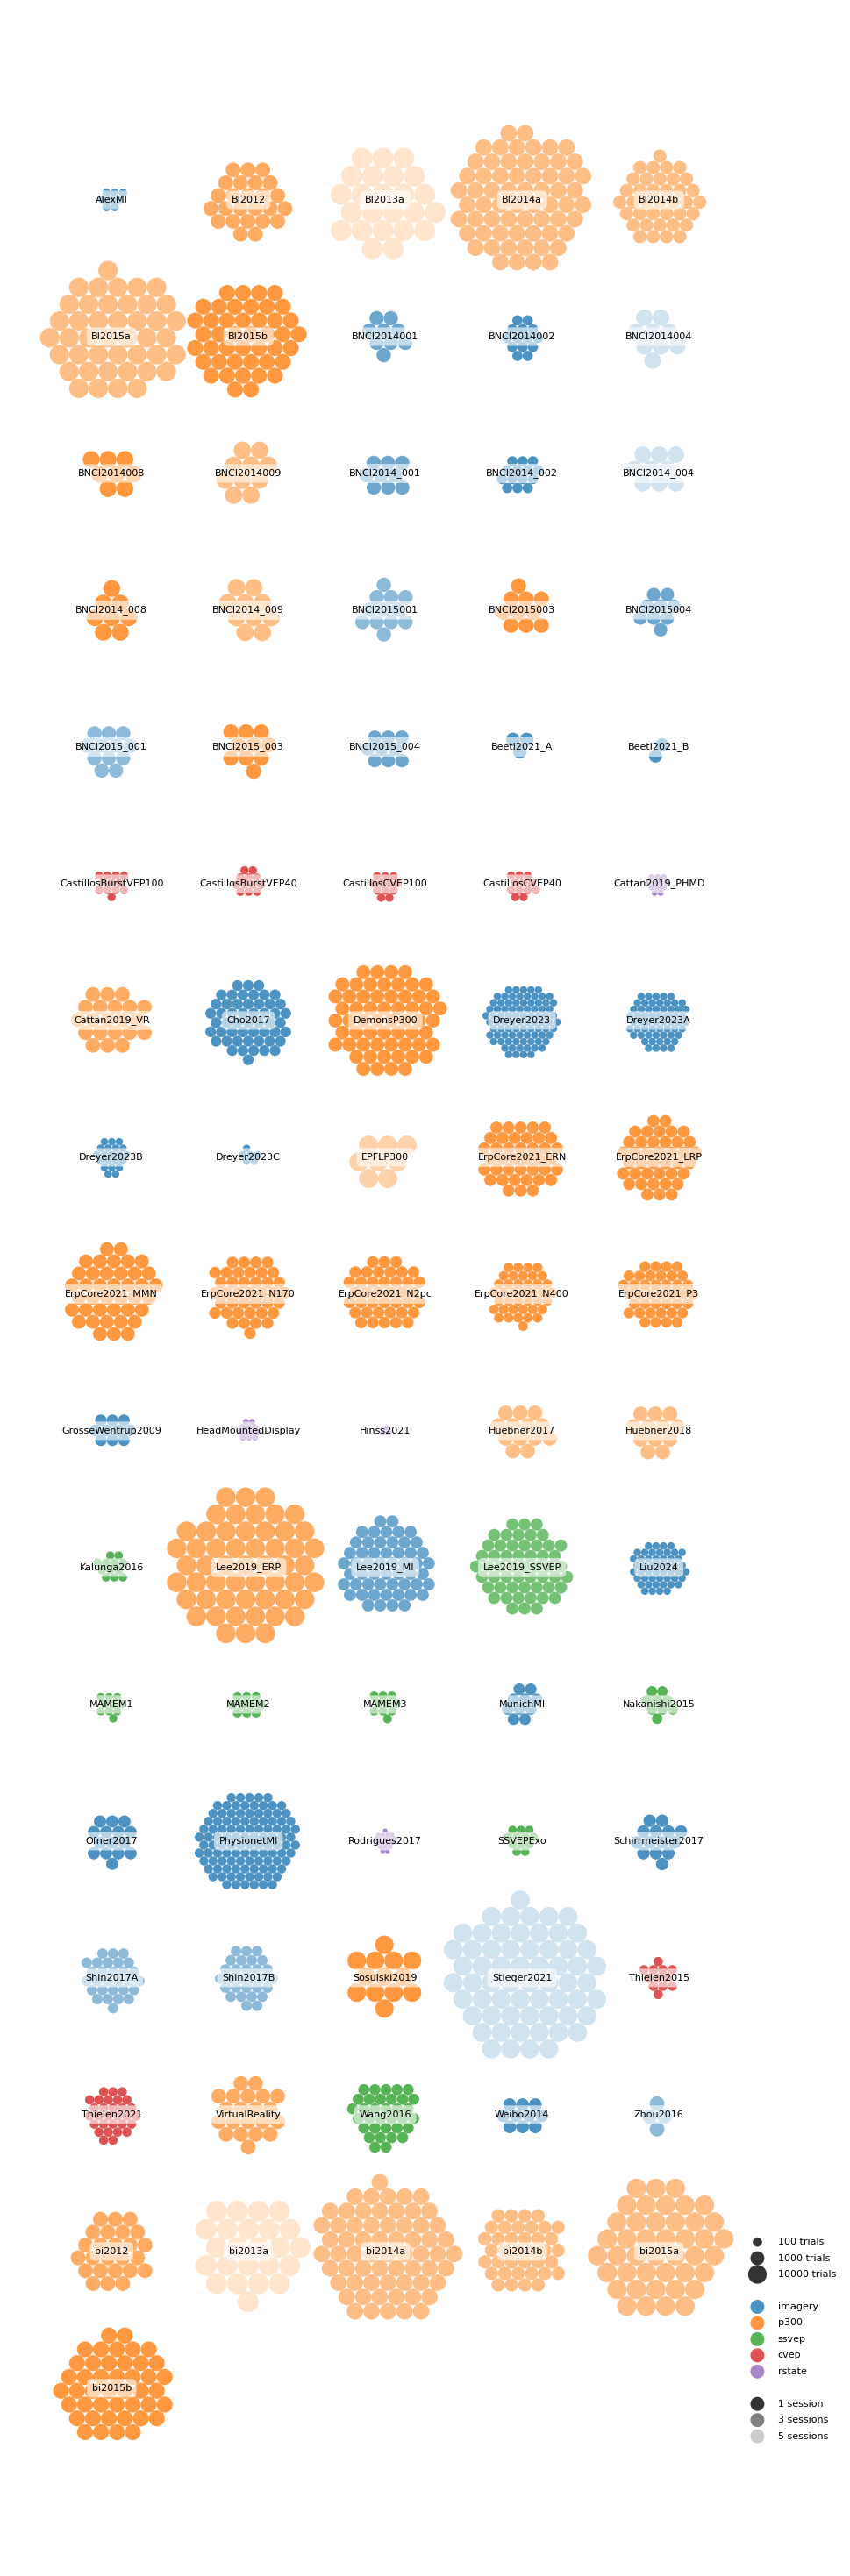 AlexMI
BI2012
BI2013a
BI2014a
BI2014b
BI2015a
BI2015b
BNCI2014001
BNCI2014002
BNCI2014004
BNCI2014008
BNCI2014009
BNCI2014_001
BNCI2014_002
BNCI2014_004
BNCI2014_008
BNCI2014_009
BNCI2015001
BNCI2015003
BNCI2015004
BNCI2015_001
BNCI2015_003
BNCI2015_004
Beetl2021_A
Beetl2021_B
CastillosBurstVEP100
CastillosBurstVEP40
CastillosCVEP100
CastillosCVEP40
Cattan2019_PHMD
Cattan2019_VR
Cho2017
DemonsP300
Dreyer2023
Dreyer2023A
Dreyer2023B
Dreyer2023C
EPFLP300
ErpCore2021_ERN
ErpCore2021_LRP
ErpCore2021_MMN
ErpCore2021_N170
ErpCore2021_N2pc
ErpCore2021_N400
ErpCore2021_P3
GrosseWentrup2009
HeadMountedDisplay
Hinss2021
Huebner2017
Huebner2018
Kalunga2016
Lee2019_ERP
Lee2019_MI
Lee2019_SSVEP
Liu2024
MAMEM1
MAMEM2
MAMEM3
MunichMI
Nakanishi2015
Ofner2017
PhysionetMI
Rodrigues2017
SSVEPExo
Schirrmeister2017
Shin2017A
Shin2017B
Sosulski2019
Stieger2021
Thielen2015
Thielen2021
VirtualReality
Wang2016
Weibo2014
Zhou2016
bi2012
bi2013a
bi2014a
bi2014b
bi2015a
bi2015b
100 trials
1000 trials
10000 trials
imagery
p300
ssvep
cvep
rstate
1 session
3 sessions
5 sessions